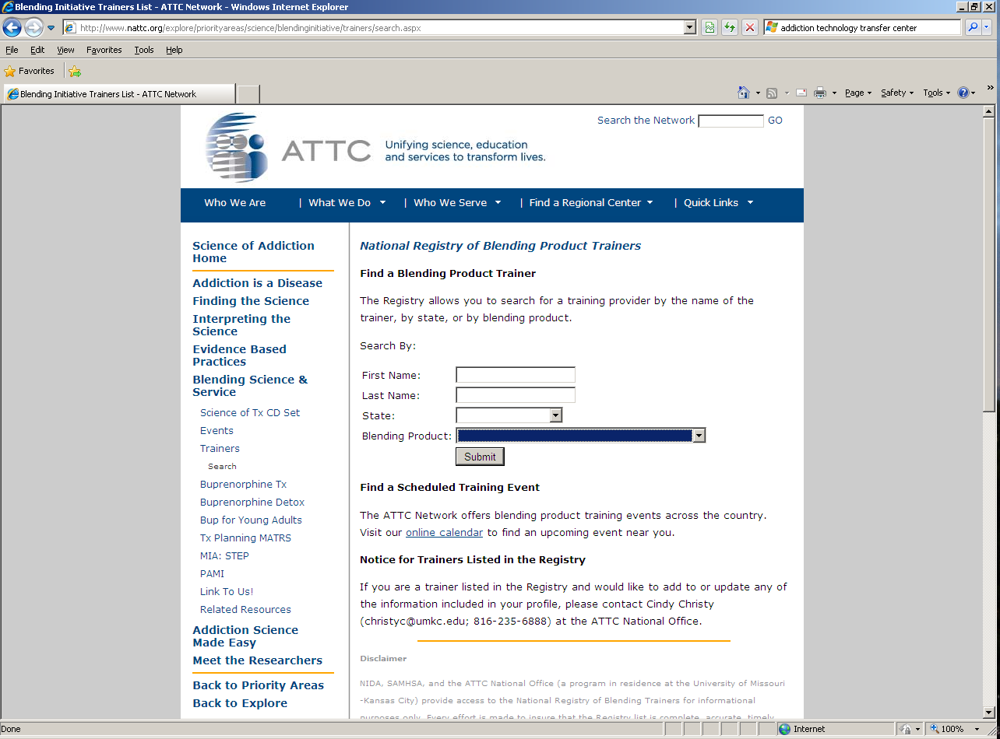 Blending Initiative Trainers List - ATTC Network - Windows Internet Explorer
http://www.nattc.org/explore/priorityareas/science/blendinginitiative/trainers/search.aspx
addiction technology transfer center
File Edit View Favorites Tools Help
Favorites
Blending Initiative Trainers List - ATTC Network
Page Safety Tools
Search the Network GO
ATTC
Unifying science, education
and services to transform lives.
Who We Are | What We Do | Who We Serve | Find a Regional Center | Quick Links
Science of Addiction
Home
Addiction is a Disease
Finding the Science
Interpreting the
Science
Evidence Based
Practices
Blending Science &
Service
Science of Tx CD Set
Events
Trainers
Search
Buprenorphine Tx
Buprenorphine Detox
Bup for Young Adults
Tx Planning MATRS
MIA: STEP
PAMI
Link To Us!
Related Resources
Addiction Science
Made Easy
Meet the Researchers
Back to Priority Areas
Back to Explore
National Registry of Blending Product Trainers
Find a Blending Product Trainer
The Registry allows you to search for a training provider by the name of the
trainer, by state, or by blending product.
Search By:
First Name:
Last Name:
State:
Blending Product:
Submit
Find a Scheduled Training Event
The ATTC Network offers blending product training events across the country.
Visit our online calendar to find an upcoming event near you.
Notice for Trainers Listed in the Registry
If you are a trainer listed in the Registry and would like to add to or update any of
the information included in your profile, please contact Cindy Christy
(christyc@umkc.edu; 816-235-6888) at the ATTC National Office.
Disclaimer
NIDA, SAMHSA, and the ATTC National Office (a program in residence at the University of Missouri
-Kansas City) provide access to the National Registry of Blending Trainers for informational
purposes only. Every effort is made to insure that the Registry list is complete, accurate, timely
Done
Internet
100%